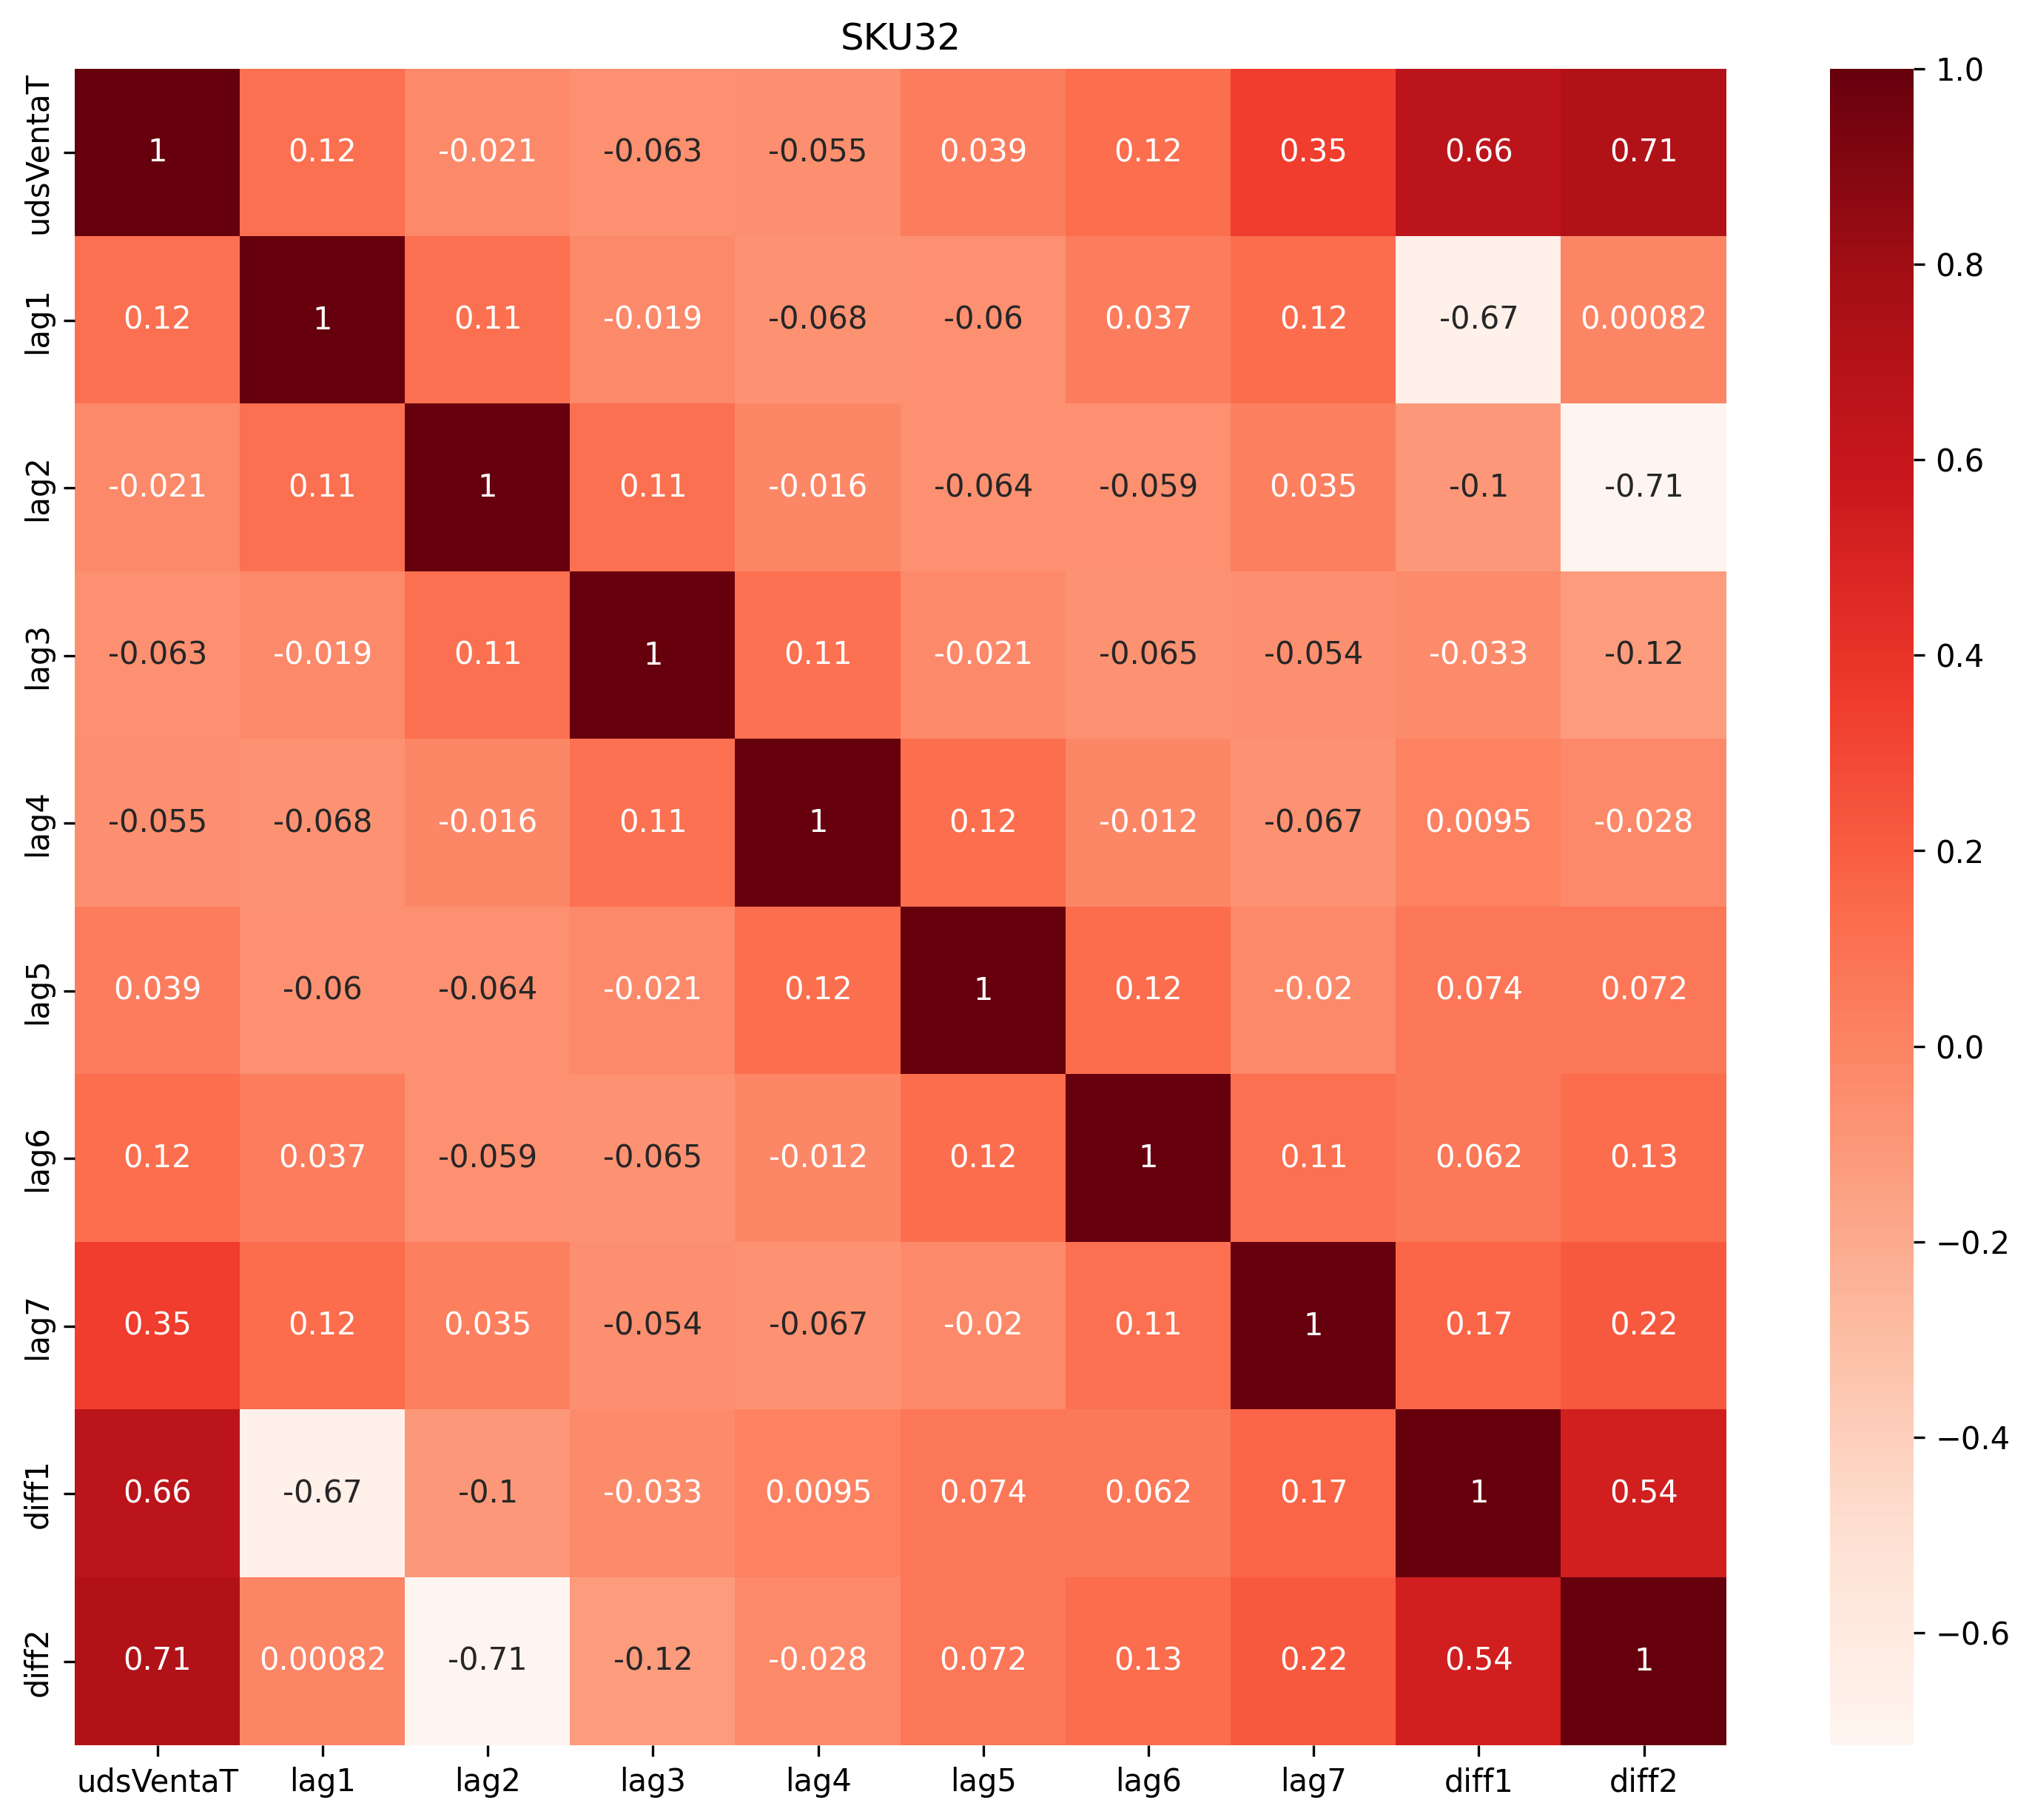 SKU32
udsVentaT 1 0.12 -0.021 -0.063 -0.055 0.039 0.12 0.35 0.66 0.71
lag1 0.12 1 0.11 -0.019 -0.068 -0.06 0.037 0.12 -0.67 0.00082
lag2 -0.021 0.11 1 0.11 -0.016 -0.064 -0.059 0.035 -0.1 -0.71
lag3 -0.063 -0.019 0.11 1 0.11 -0.021 -0.065 -0.054 -0.033 -0.12
lag4 -0.055 -0.068 -0.016 0.11 1 0.12 -0.012 -0.067 0.0095 -0.028
lag5 0.039 -0.06 -0.064 -0.021 0.12 1 0.12 -0.02 0.074 0.072
lag6 0.12 0.037 -0.059 -0.065 -0.012 0.12 1 0.11 0.062 0.13
lag7 0.35 0.12 0.035 -0.054 -0.067 -0.02 0.11 1 0.17 0.22
diff1 0.66 -0.67 -0.1 -0.033 0.0095 0.074 0.062 0.17 1 0.54
diff2 0.71 0.00082 -0.71 -0.12 -0.028 0.072 0.13 0.22 0.54 1
udsVentaT lag1 lag2 lag3 lag4 lag5 lag6 lag7 diff1 diff2
1.0
0.8
0.6
0.4
0.2
0.0
−0.2
−0.4
−0.6